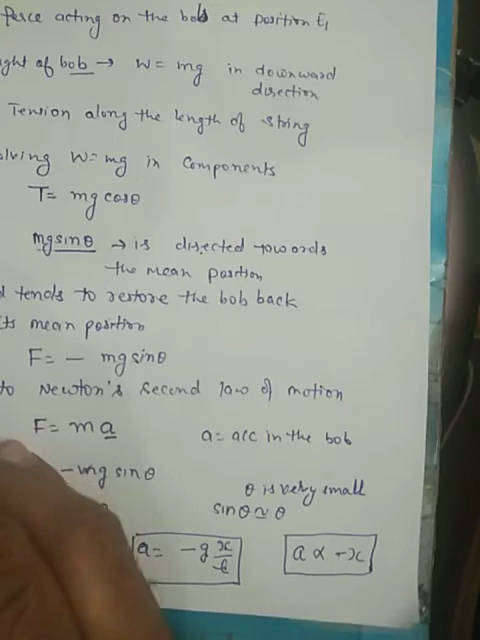 force acting on the bob at position E1
ght of bob → W = mg in downward
direction
Tension along the length of string
olving W=mg in components
T= mg cosθ
mg sinθ → is directed towards
the mean position
d tends to restore the bob back
its mean position
F= - mg sinθ
to Newton's second law of motion
F= ma a= acc in the bob
-mg sinθ θ is very small
sinθ ≃ θ
a= -g x/l a ∝ -x